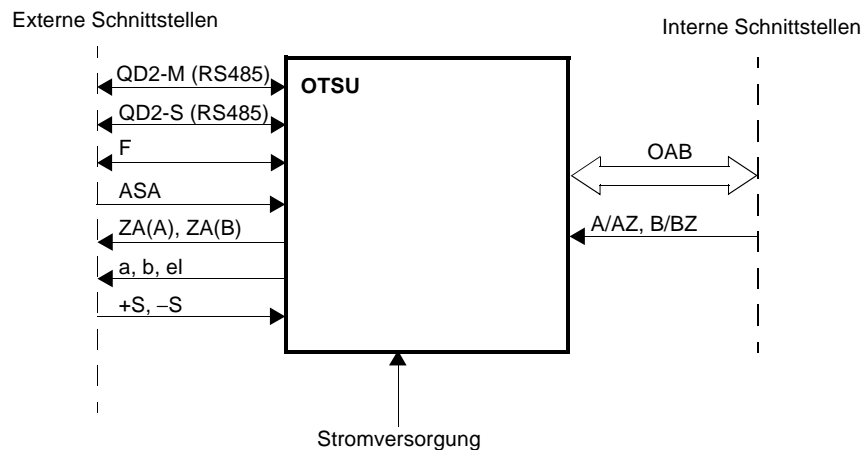 Externe Schnittstellen
Interne Schnittstellen
QD2-M (RS485)
OTSU
QD2-S (RS485)
F
OAB
ASA
ZA(A), ZA(B)
A/AZ, B/BZ
a, b, el
+S, –S
Stromversorgung